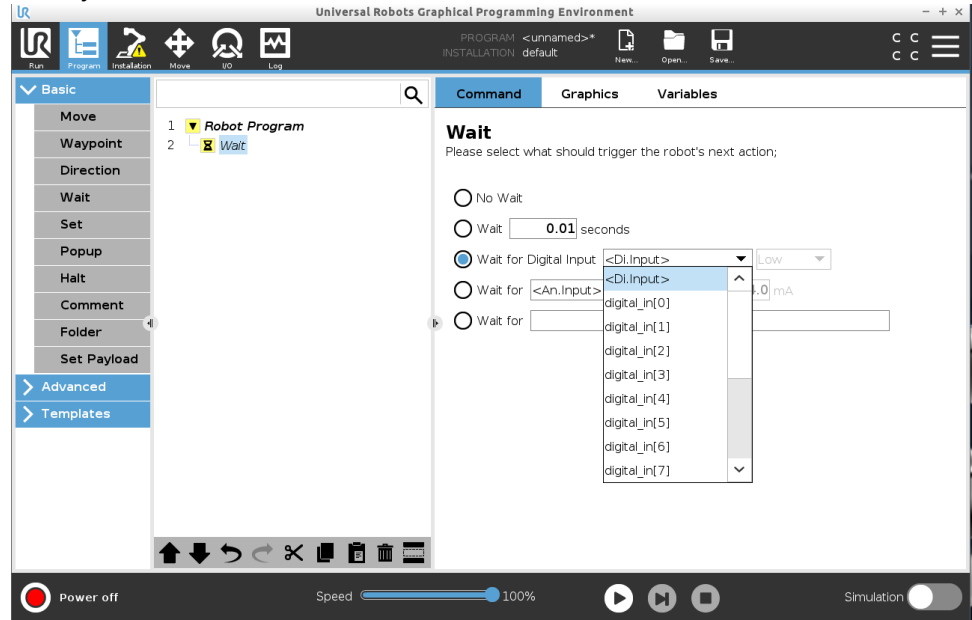 Universal Robots Graphical Programming Environment
UR
PROGRAM <unnamed>*
INSTALLATION default
Run
Program
Installation
Move
I/O
Log
New...
Open...
Save...
C C
C C
Basic
Move
Waypoint
Direction
Wait
Set
Popup
Halt
Comment
Folder
Set Payload
Advanced
Templates
1 Robot Program
2 Wait
Command Graphics Variables
Wait
Please select what should trigger the robot's next action;
No Wait
Wait 0.01 seconds
Wait for Digital Input <Di.Input> Low
Wait for <An.Input> .0 mA
Wait for
<Di.Input>
digital_in[0]
digital_in[1]
digital_in[2]
digital_in[3]
digital_in[4]
digital_in[5]
digital_in[6]
digital_in[7]
Power off
Speed 100%
Simulation